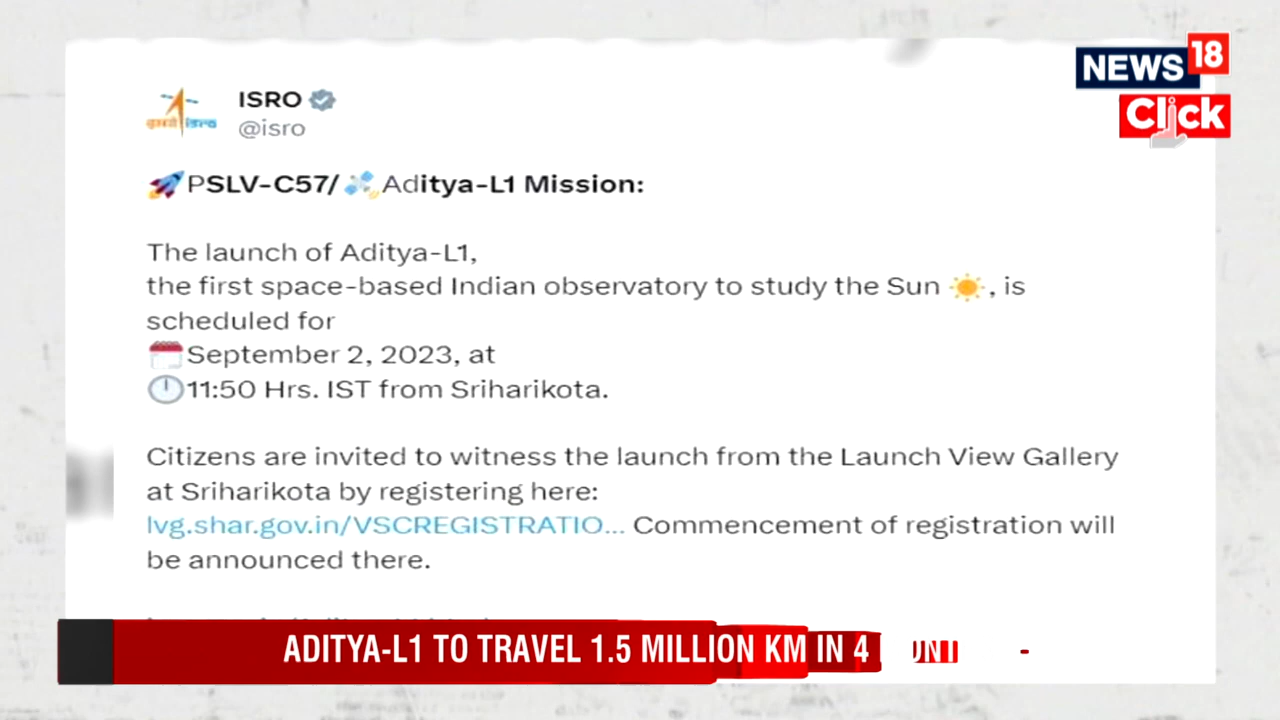 NEWS 18
Click
ISRO
@isro
🚀PSLV-C57/🛰️Aditya-L1 Mission:
The launch of Aditya-L1,
the first space-based Indian observatory to study the Sun ☀️, is
scheduled for
🗓️September 2, 2023, at
🕛11:50 Hrs. IST from Sriharikota.
Citizens are invited to witness the launch from the Launch View Gallery
at Sriharikota by registering here:
lvg.shar.gov.in/VSCREGISTRATIO... Commencement of registration will
be announced there.
ADITYA-L1 TO TRAVEL 1.5 MILLION KM IN 4